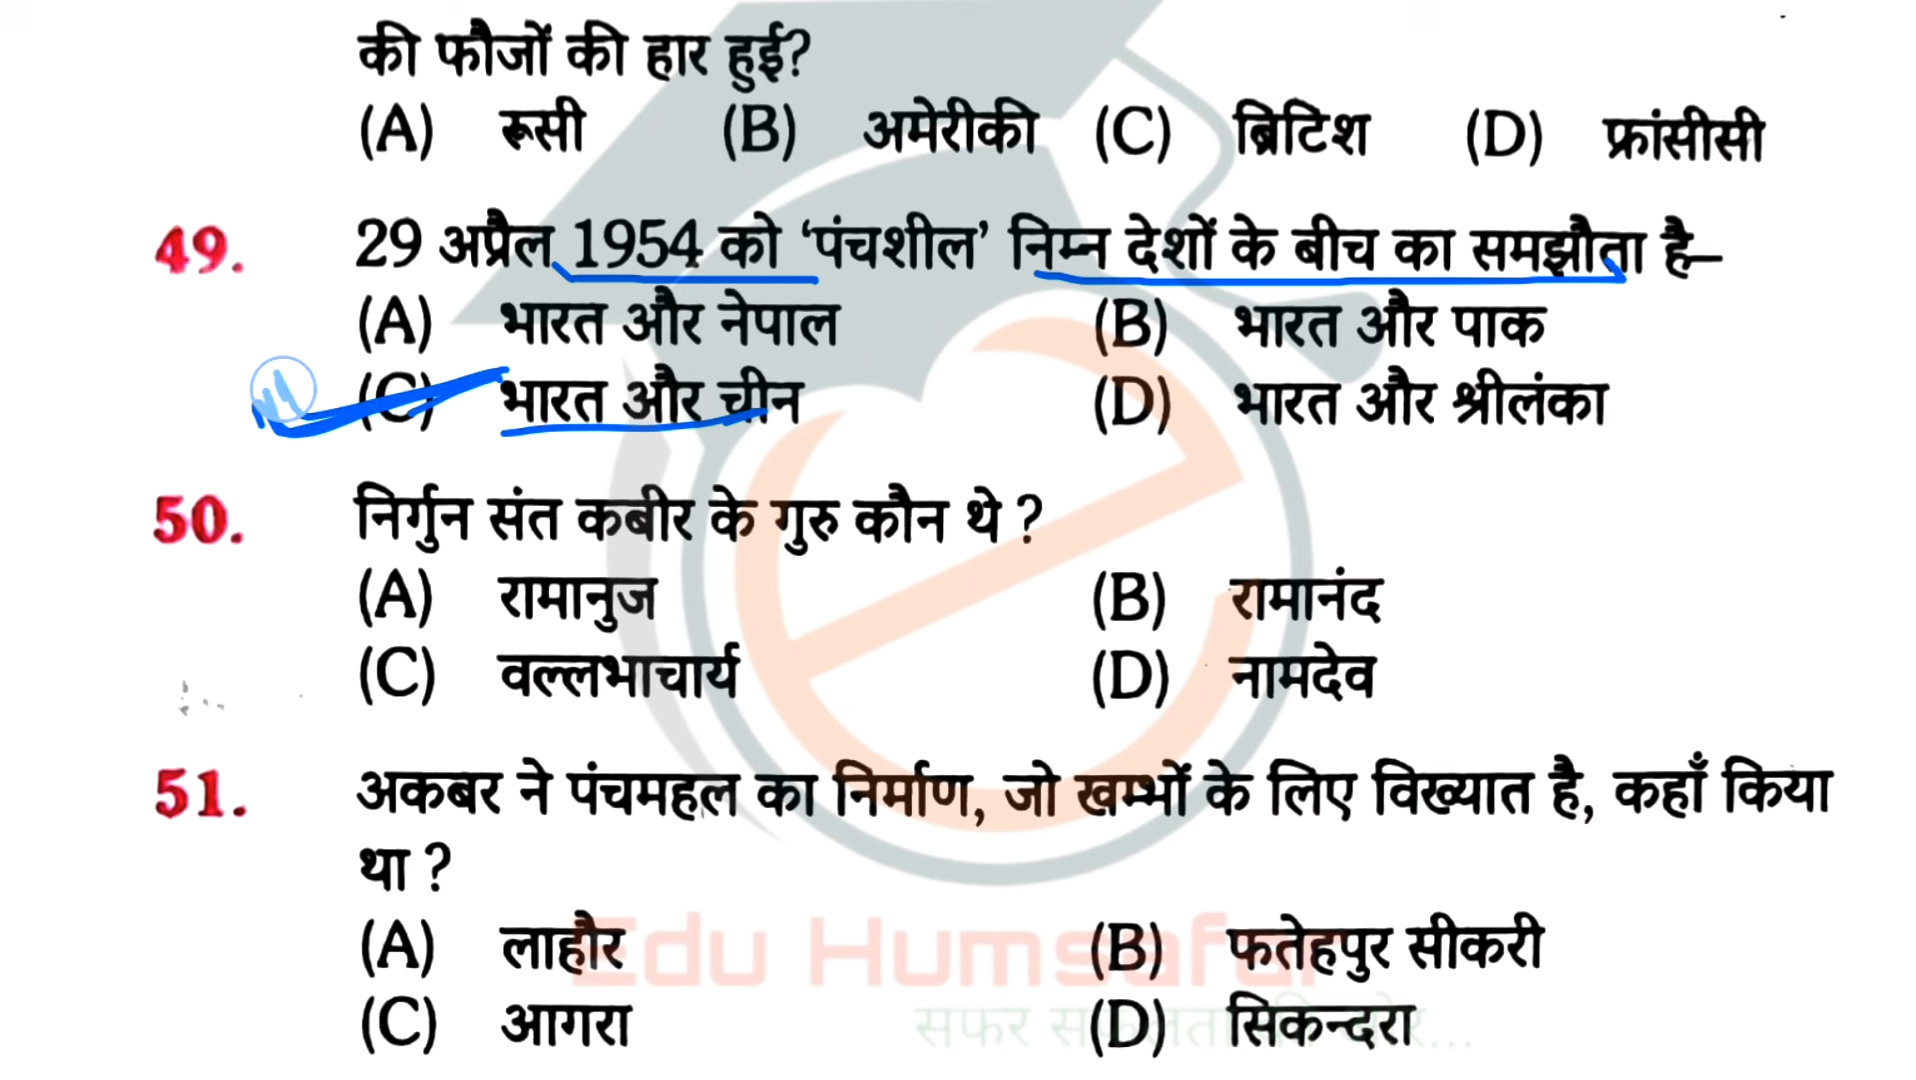 की फौजों की हार हुई?
(A) रूसी (B) अमेरीकी (C) ब्रिटिश (D) फ्रांसीसी
49. 29 अप्रैल 1954 को ‘पंचशील’ निम्न देशों के बीच का समझौता है–
(A) भारत और नेपाल (B) भारत और पाक
(C) भारत और चीन (D) भारत और श्रीलंका
50. निर्गुन संत कबीर के गुरु कौन थे ?
(A) रामानुज (B) रामानंद
(C) वल्लभाचार्य (D) नामदेव
51. अकबर ने पंचमहल का निर्माण, जो खम्भों के लिए विख्यात है, कहाँ किया
था ?
(A) लाहौर (B) फतेहपुर सीकरी
Edu Humsafar
(C) आगरा (D) सिकन्दरा
सफर